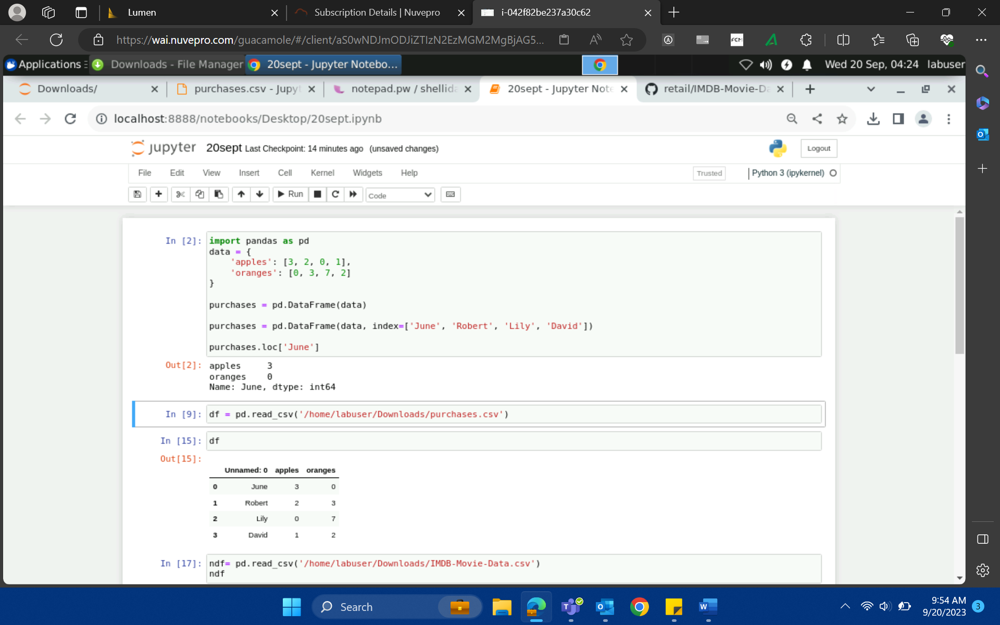 Lumen
Subscription Details | Nuvepro
i-042f82be237a30c62
https://wai.nuvepro.com/guacamole/#/client/aS0wNDJmODJiZTIzN2EzMGM2MgBjAG5...
FCM
Applications
Downloads - File Manager
20sept - Jupyter Notebo...
Wed 20 Sep, 04:24 labuser
Downloads/
purchases.csv - Jupyt
notepad.pw / shellida
20sept - Jupyter Note
retail/IMDB-Movie-Da
localhost:8888/notebooks/Desktop/20sept.ipynb
jupyter 20sept Last Checkpoint: 14 minutes ago (unsaved changes)
Logout
File Edit View Insert Cell Kernel Widgets Help
Trusted
Python 3 (ipykernel)
Run
Code
In [2]: import pandas as pd
data = {
    'apples': [3, 2, 0, 1],
    'oranges': [0, 3, 7, 2]
}
purchases = pd.DataFrame(data)
purchases = pd.DataFrame(data, index=['June', 'Robert', 'Lily', 'David'])
purchases.loc['June']
Out[2]: apples 3
oranges 0
Name: June, dtype: int64
In [9]: df = pd.read_csv('/home/labuser/Downloads/purchases.csv')
In [15]: df
Out[15]:
Unnamed: 0 apples oranges
0 June 3 0
1 Robert 2 3
2 Lily 0 7
3 David 1 2
In [17]: ndf= pd.read_csv('/home/labuser/Downloads/IMDB-Movie-Data.csv')
ndf
Search
9:54 AM
9/20/2023
3